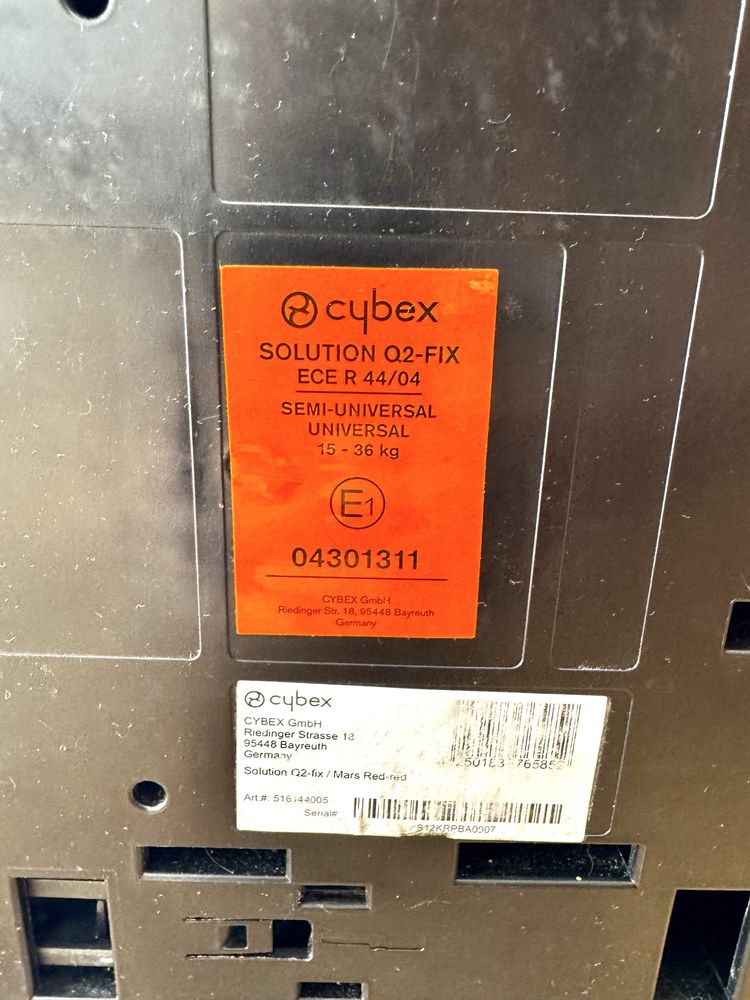 cybex
SOLUTION Q2-FIX
ECE R 44/04
SEMI-UNIVERSAL
UNIVERSAL
15 - 36 kg
E1
04301311
CYBEX GmbH
Riedinger Str. 18, 95448 Bayreuth
Germany
cybex
CYBEX GmbH
Riedinger Strasse 18
95448 Bayreuth
Germany
Solution Q2-fix / Mars Red-red
Art.#:
Serial#:
S12KRPBA0007